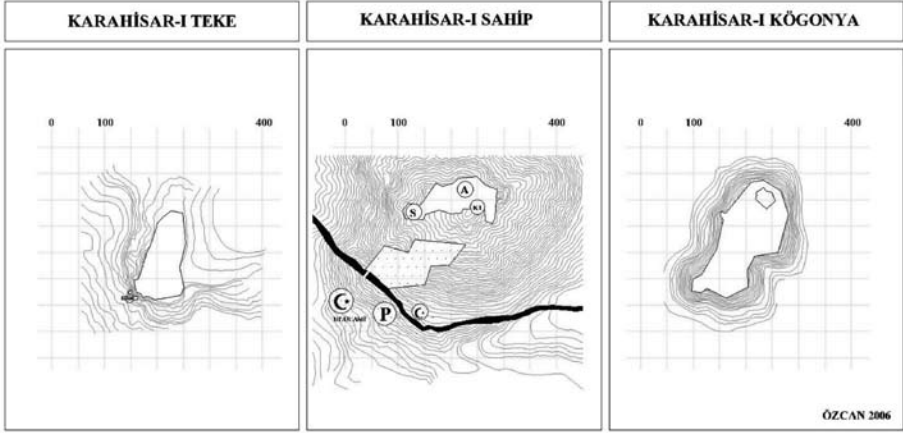 KARAHİSAR-I TEKE
KARAHİSAR-I SAHİP
KARAHİSAR-I KÖGONYA
0 100 400
0 100 400
0 100 400
A
S
P
ÖZCAN 2006